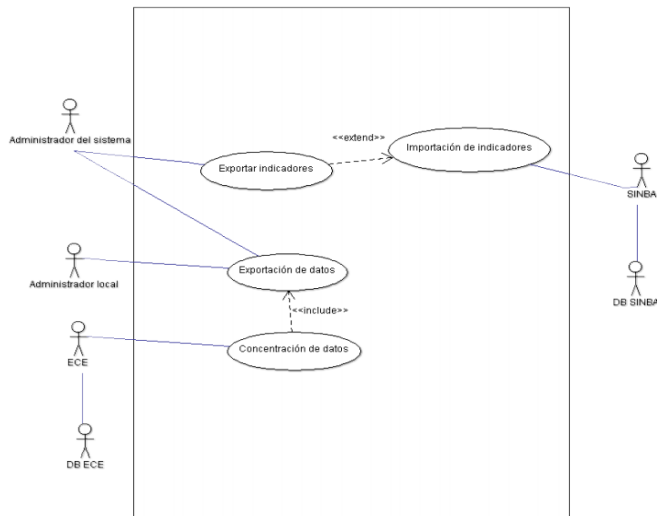 <<extend>>
Importación de indicadores
Administrador del sistema
Exportar indicadores
SINBA
Exportación de datos
Administrador local
DB SINBA
<<include>>
Concentración de datos
ECE
DB ECE